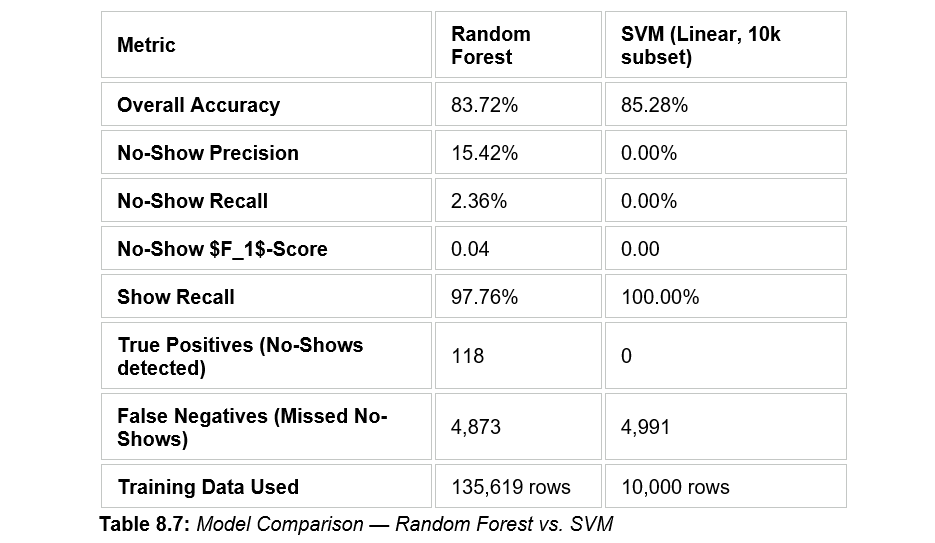 Metric
Random
Forest
SVM (Linear, 10k
subset)
Overall Accuracy
83.72%
85.28%
No-Show Precision
15.42%
0.00%
No-Show Recall
2.36%
0.00%
No-Show $F_1$-Score
0.04
0.00
Show Recall
97.76%
100.00%
True Positives (No-Shows
detected)
118
0
False Negatives (Missed No-
Shows)
4,873
4,991
Training Data Used
135,619 rows
10,000 rows
Table 8.7: Model Comparison — Random Forest vs. SVM